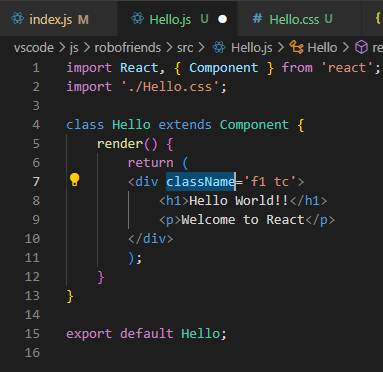 index.js M
Hello.js U
Hello.css U
vscode > js > robofriends > src > Hello.js > Hello > re
1 import React, { Component } from 'react';
2 import './Hello.css';
3
4 class Hello extends Component {
5 render() {
6 return (
7 <div className='f1 tc'>
8 <h1>Hello World!!</h1>
9 <p>Welcome to React</p>
10 </div>
11 );
12 }
13 }
14
15 export default Hello;
16